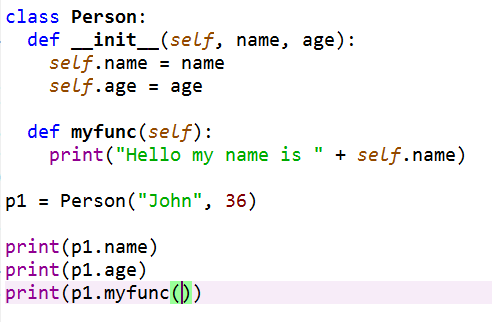 class Person:
  def __init__(self, name, age):
    self.name = name
    self.age = age

  def myfunc(self):
    print("Hello my name is " + self.name)

p1 = Person("John", 36)

print(p1.name)
print(p1.age)
print(p1.myfunc())